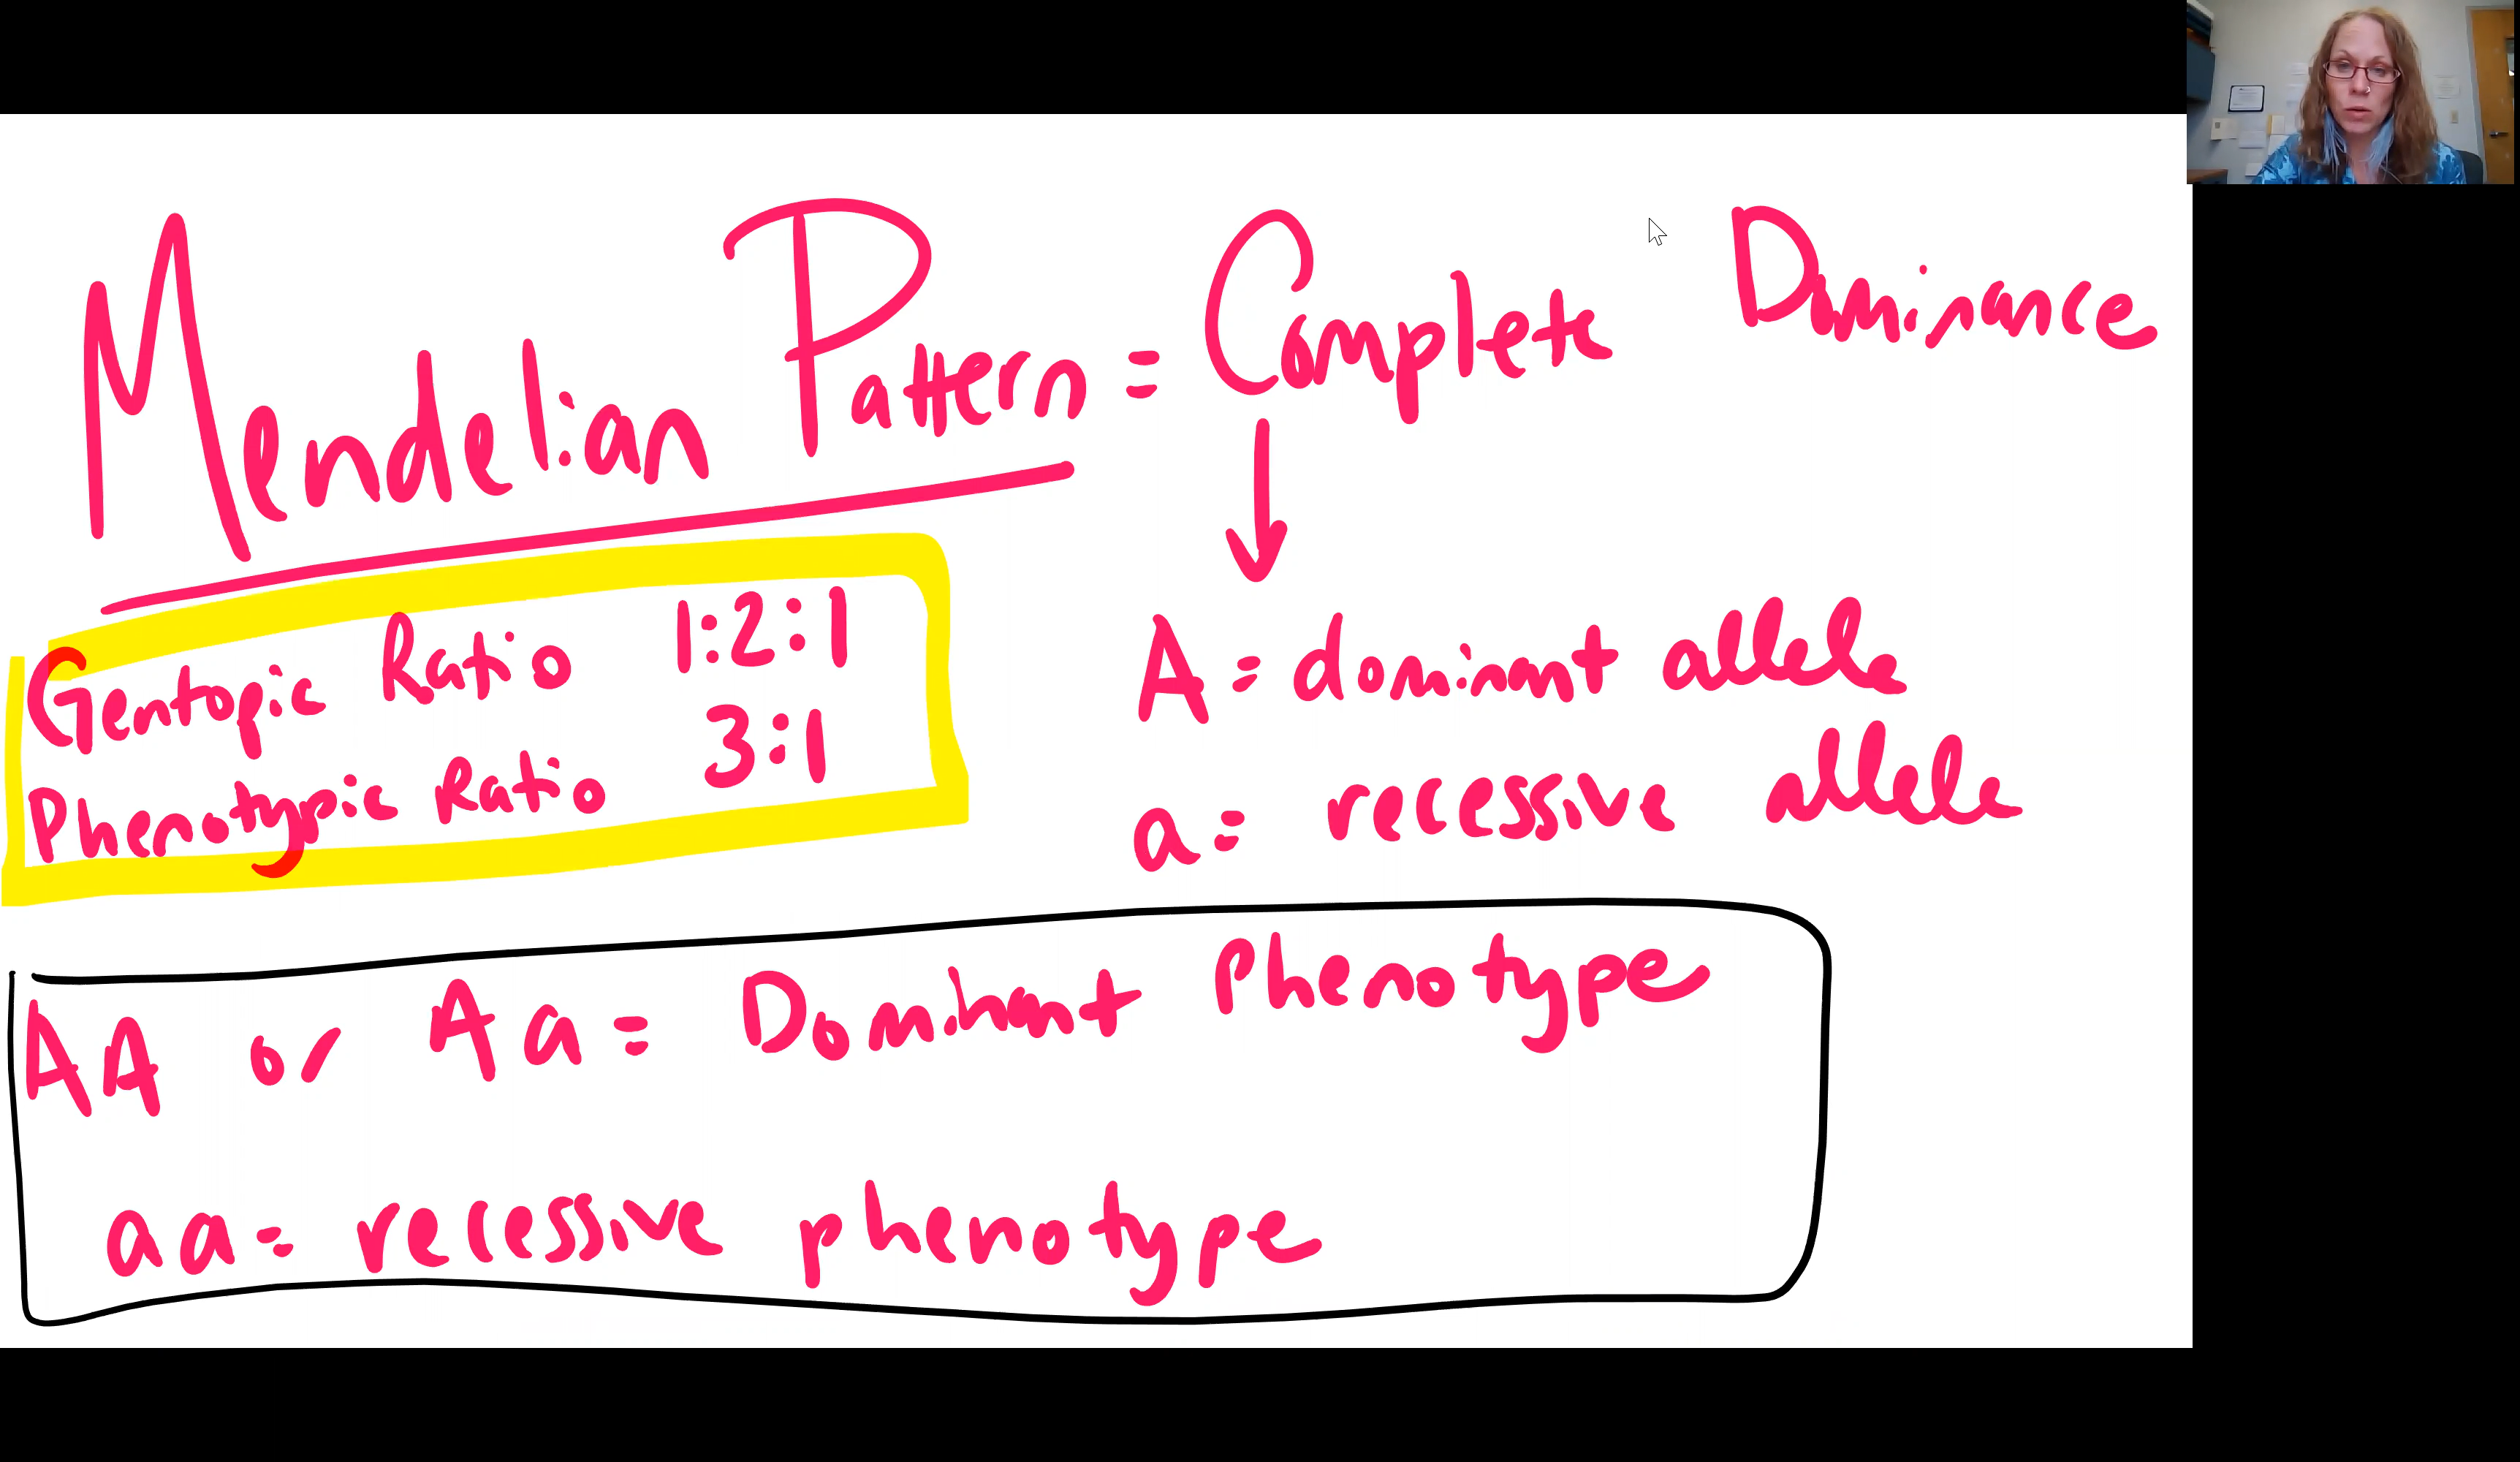 Mendelian Pattern = Complete Dominance
Gentopic Ratio 1:2:1
Phenotypic Ratio 3:1
A = dominant allele
a = recessive allele
AA or Aa = Dominant Phenotype
aa = recessive phenotype